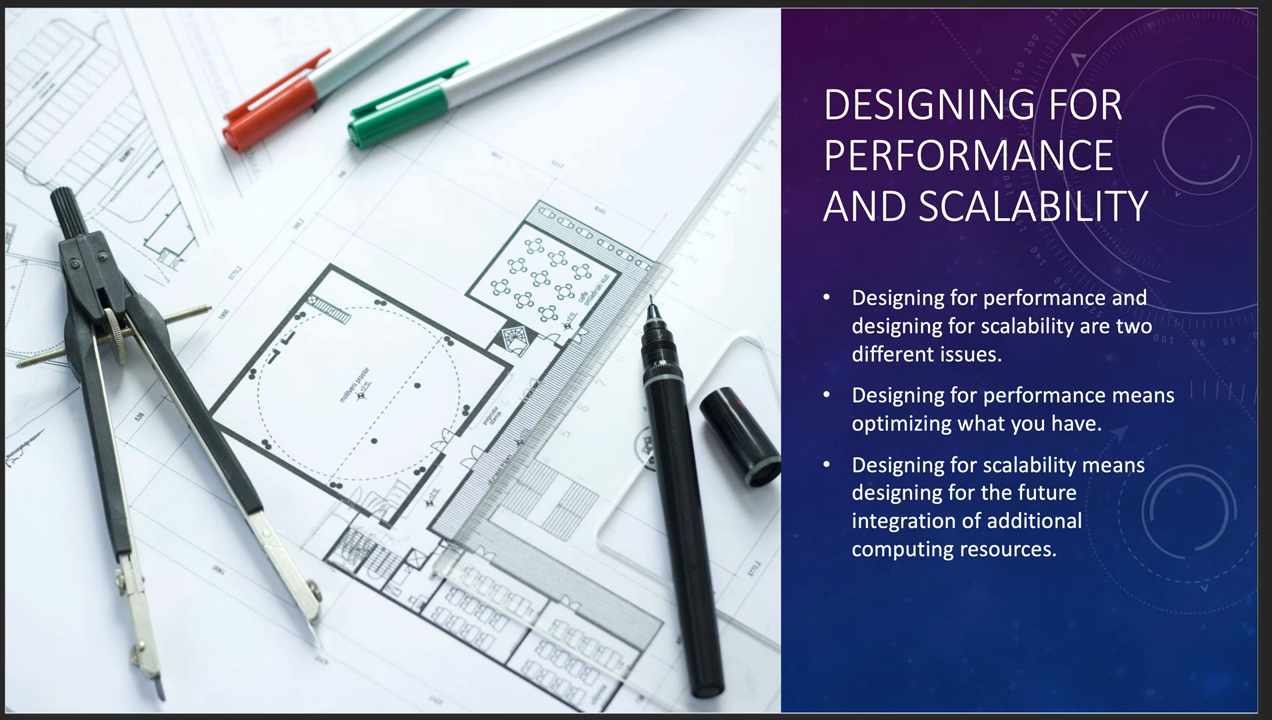 DESIGNING FOR
PERFORMANCE
AND SCALABILITY
• Designing for performance and
designing for scalability are two
different issues.
• Designing for performance means
optimizing what you have.
• Designing for scalability means
designing for the future
integration of additional
computing resources.